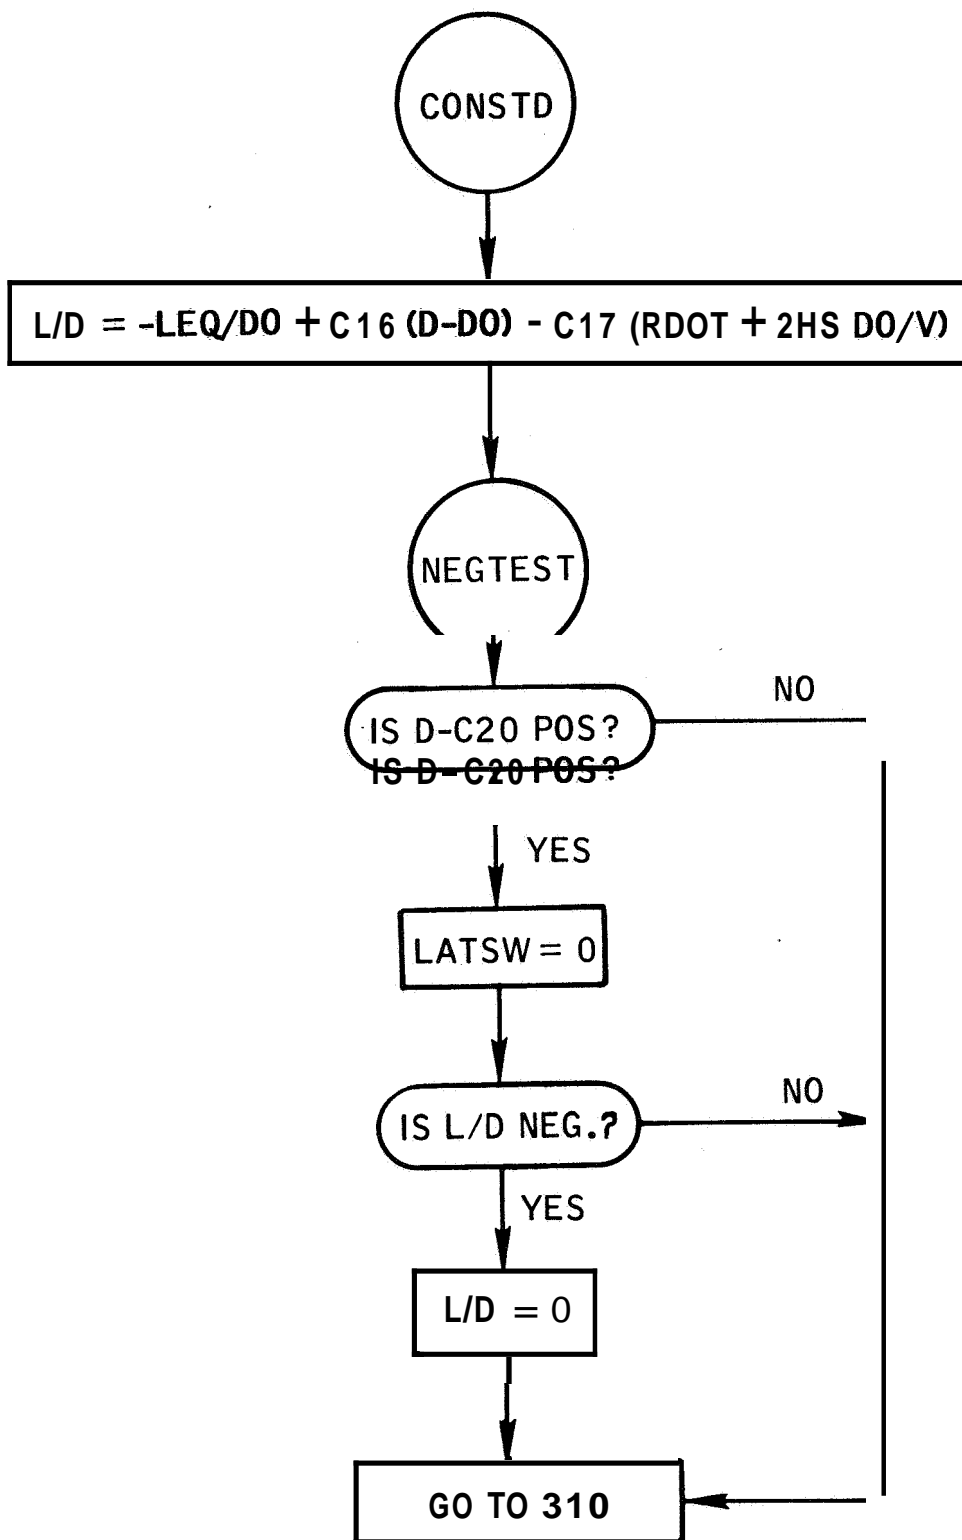 CONSTD
L/D = -LEQ/DO + C16 (D-DO) - C17 (RDOT + 2HS DO/V)
NEGTEST
NO
IS D-C20 POS?
IS D-C20 POS?
YES
LATSW = 0
NO
IS L/D NEG.?
YES
L/D = 0
GO TO 310